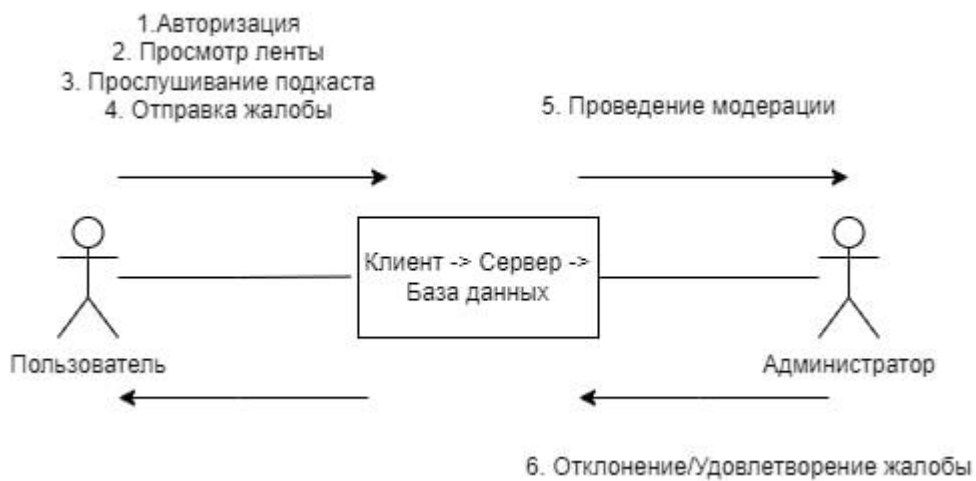 1.Авторизация
2. Просмотр ленты
3. Прослушивание подкаста
4. Отправка жалобы
5. Проведение модерации
Клиент -> Сервер ->
База данных
Пользователь
Администратор
6. Отклонение/Удовлетворение жалобы